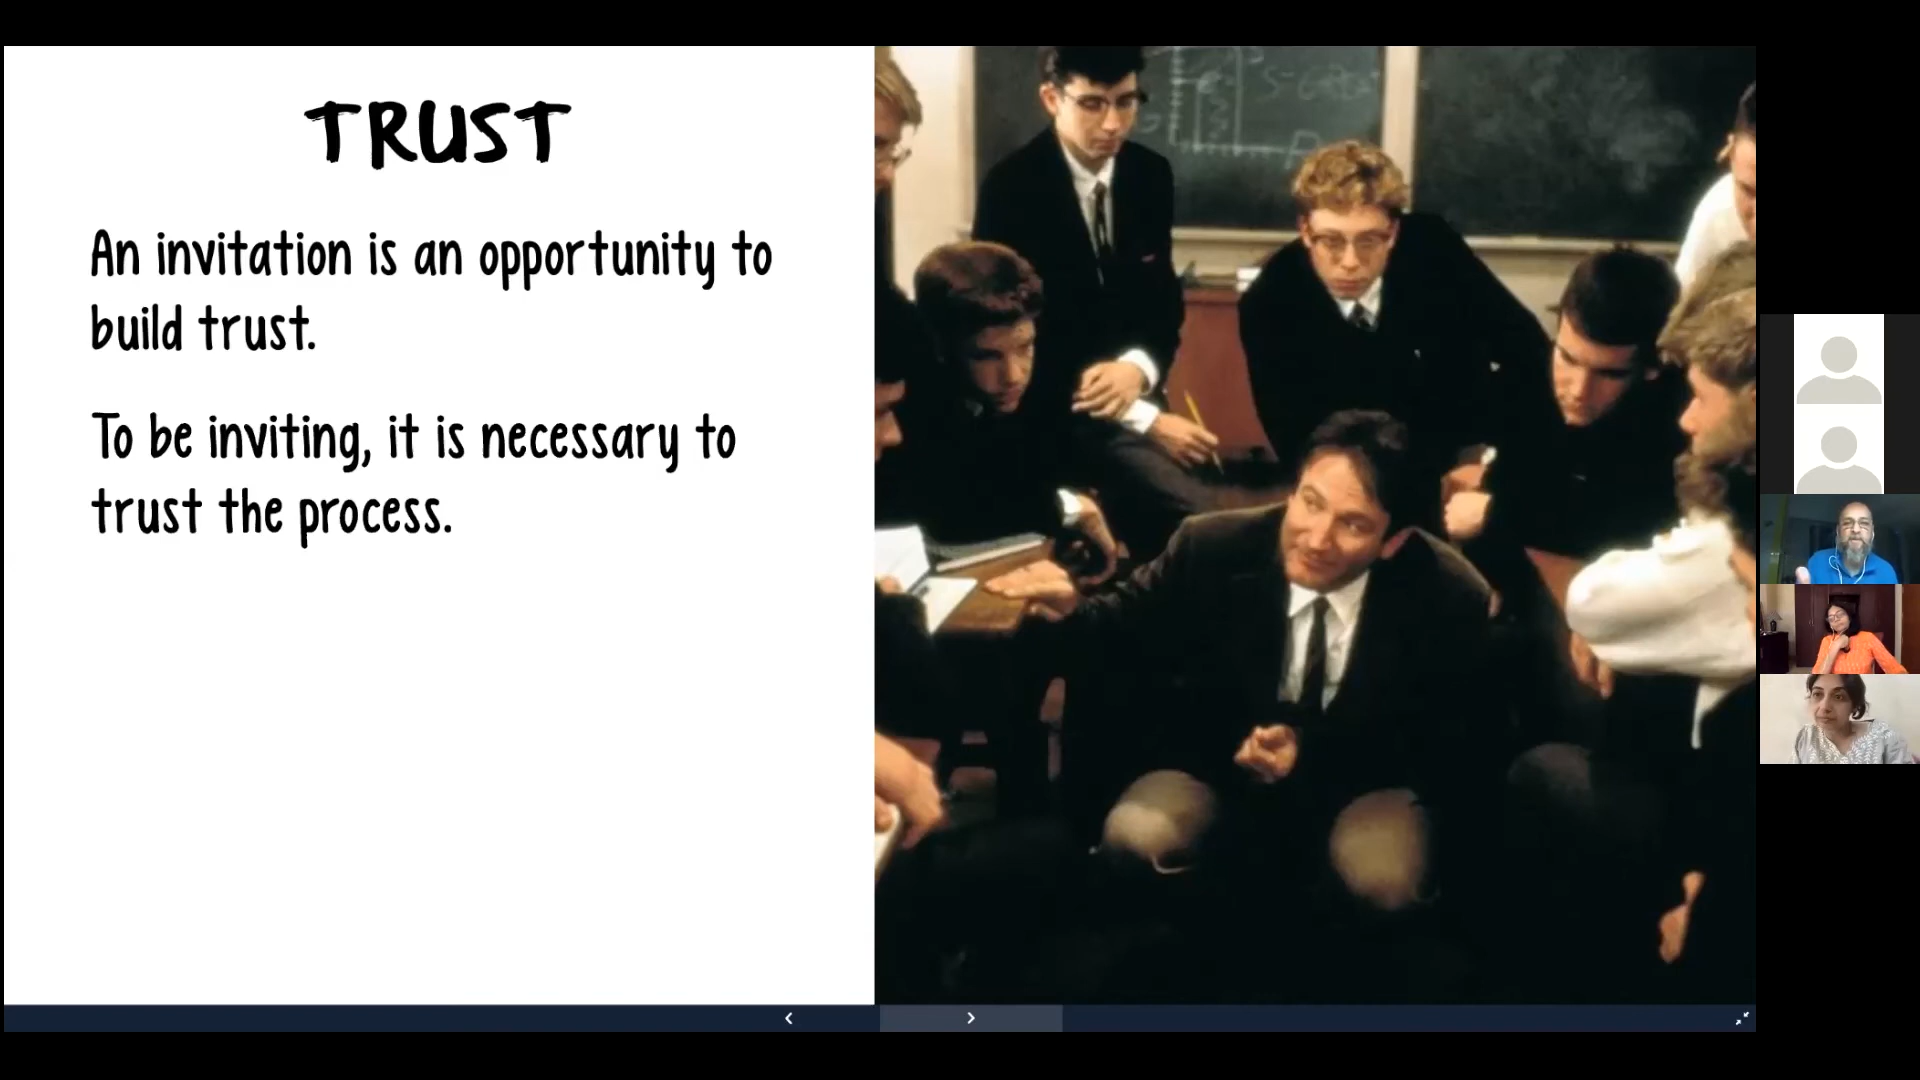 TRUST
An invitation is an opportunity to
build trust.
To be inviting, it is necessary to
trust the process.